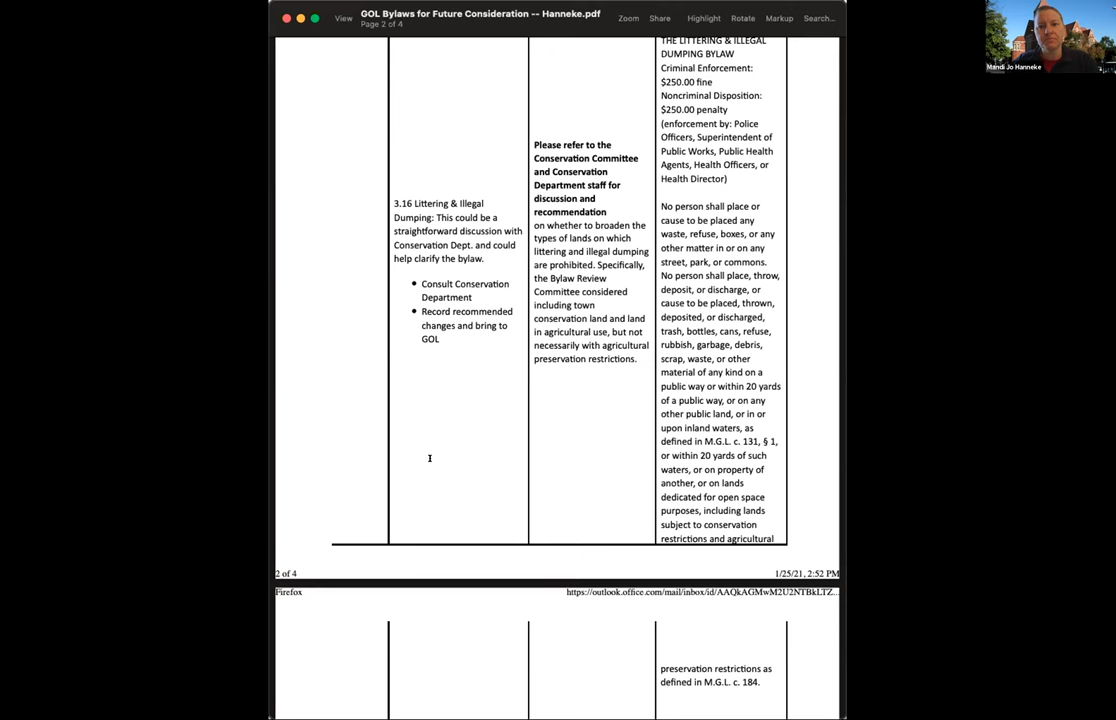 View
GOL Bylaws for Future Consideration -- Hanneke.pdf
Page 2 of 4
Zoom
Share
Highlight
Rotate
Markup
Search...
Mandi Jo Hanneke
3.16 Littering & Illegal
Dumping: This could be a
straightforward discussion with
Conservation Dept. and could
help clarify the bylaw.
• Consult Conservation
Department
• Record recommended
changes and bring to
GOL
Please refer to the
Conservation Committee
and Conservation
Department staff for
discussion and
recommendation
on whether to broaden the
types of lands on which
littering and illegal dumping
are prohibited. Specifically,
the Bylaw Review
Committee considered
including town
conservation land and land
in agricultural use, but not
necessarily with agricultural
preservation restrictions.
THE LITTERING & ILLEGAL
DUMPING BYLAW
Criminal Enforcement:
$250.00 fine
Noncriminal Disposition:
$250.00 penalty
(enforcement by: Police
Officers, Superintendent of
Public Works, Public Health
Agents, Health Officers, or
Health Director)
No person shall place or
cause to be placed any
waste, refuse, boxes, or any
other matter in or on any
street, park, or commons.
No person shall place, throw,
deposit, or discharge, or
cause to be placed, thrown,
deposited, or discharged,
trash, bottles, cans, refuse,
rubbish, garbage, debris,
scrap, waste, or other
material of any kind on a
public way or within 20 yards
of a public way, or on any
other public land, or in or
upon inland waters, as
defined in M.G.L. c. 131, § 1,
or within 20 yards of such
waters, or on property of
another, or on lands
dedicated for open space
purposes, including lands
subject to conservation
restrictions and agricultural
2 of 4
1/25/21, 2:52 PM
Firefox
https://outlook.office.com/mail/inbox/id/AAQkAGMwM2U2NTBkLTZ...
preservation restrictions as
defined in M.G.L. c. 184.